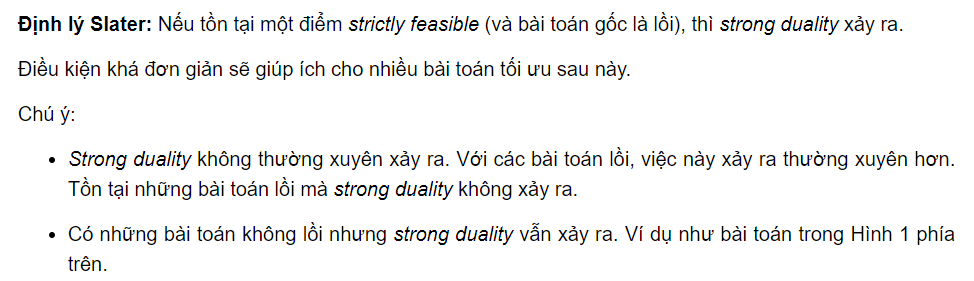 Định lý Slater: Nếu tồn tại một điểm strictly feasible (và bài toán gốc là lồi), thì strong duality xảy ra.
Điều kiện khá đơn giản sẽ giúp ích cho nhiều bài toán tối ưu sau này.
Chú ý:
• Strong duality không thường xuyên xảy ra. Với các bài toán lồi, việc này xảy ra thường xuyên hơn.
Tồn tại những bài toán lồi mà strong duality không xảy ra.
• Có những bài toán không lồi nhưng strong duality vẫn xảy ra. Ví dụ như bài toán trong Hình 1 phía
trên.